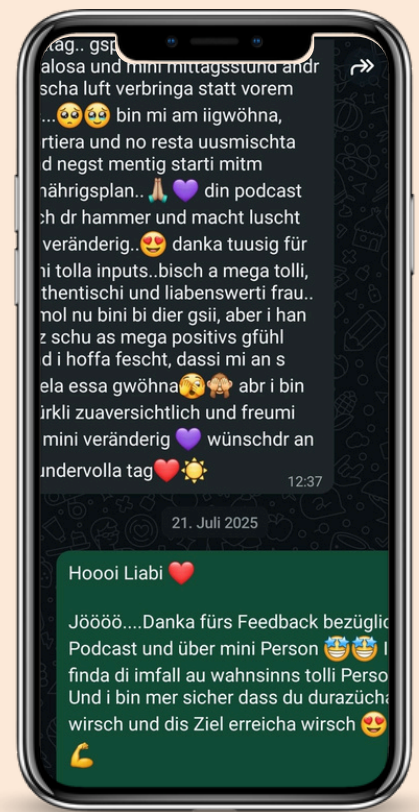 tag.. gsp
alosa und mini mittagsstund andr
scha luft verbringa statt vorem
...🥺🥹 bin mi am iigwöhna,
rtiera und no resta uusmischta
d negst mentig starti mitm
nährigsplan..🙏🏽💜 din podcast
ch dr hammer und macht luscht
veränderig..😍 danka tuusig für
ni tolla inputs..bisch a mega tolli,
thentischi und liabenswerti frau..
mol nu bini bi dier gsii, aber i han
z schu as mega positivs gfühl
d i hoffa fescht, dassi mi an s
ela essa gwöhna🫣🙈 abr i bin
ürkli zuaversichtlich und freumi
mini veränderig 💜 wünschdr an
undervolla tag❤️☀️
12:37
21. Juli 2025
Hoooi Liabi ❤️
Jöööö....Danka fürs Feedback bezüglic
Podcast und über mini Person 🤩🤩 I
finda di imfall au wahnsinns tolli Perso
Und i bin mer sicher dass du durazücha
wirsch und dis Ziel erreicha wirsch 😍
💪